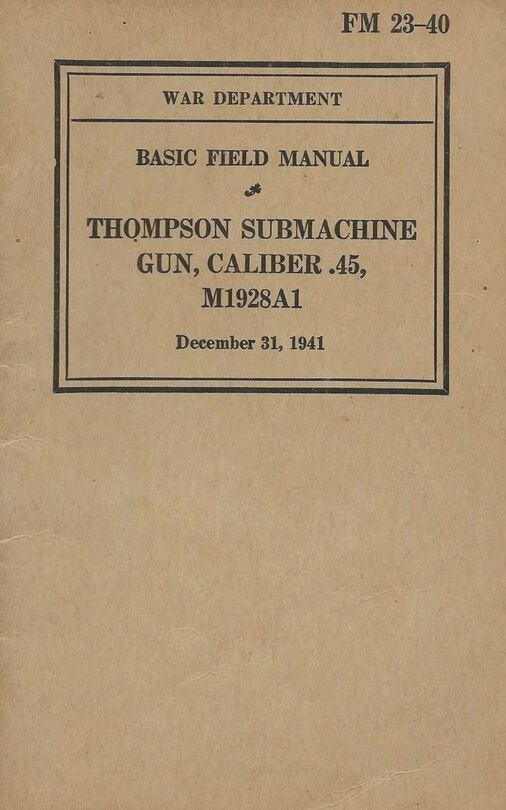 FM 23–40
WAR DEPARTMENT
BASIC FIELD MANUAL
THOMPSON SUBMACHINE
GUN, CALIBER .45,
M1928A1
December 31, 1941